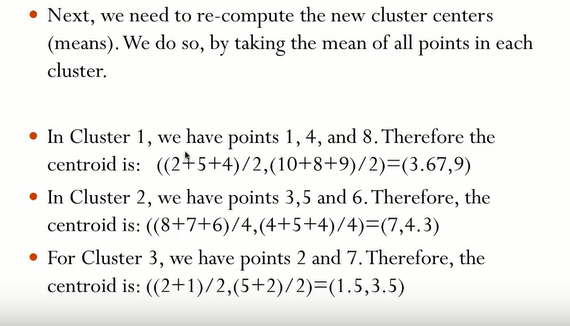 • Next, we need to re-compute the new cluster centers
(means). We do so, by taking the mean of all points in each
cluster.
• In Cluster 1, we have points 1, 4, and 8. Therefore the
centroid is: ((2+5+4)/2,(10+8+9)/2)=(3.67,9)
• In Cluster 2, we have points 3,5 and 6. Therefore, the
centroid is: ((8+7+6)/4,(4+5+4)/4)=(7,4.3)
• For Cluster 3, we have points 2 and 7. Therefore, the
centroid is: ((2+1)/2,(5+2)/2)=(1.5,3.5)